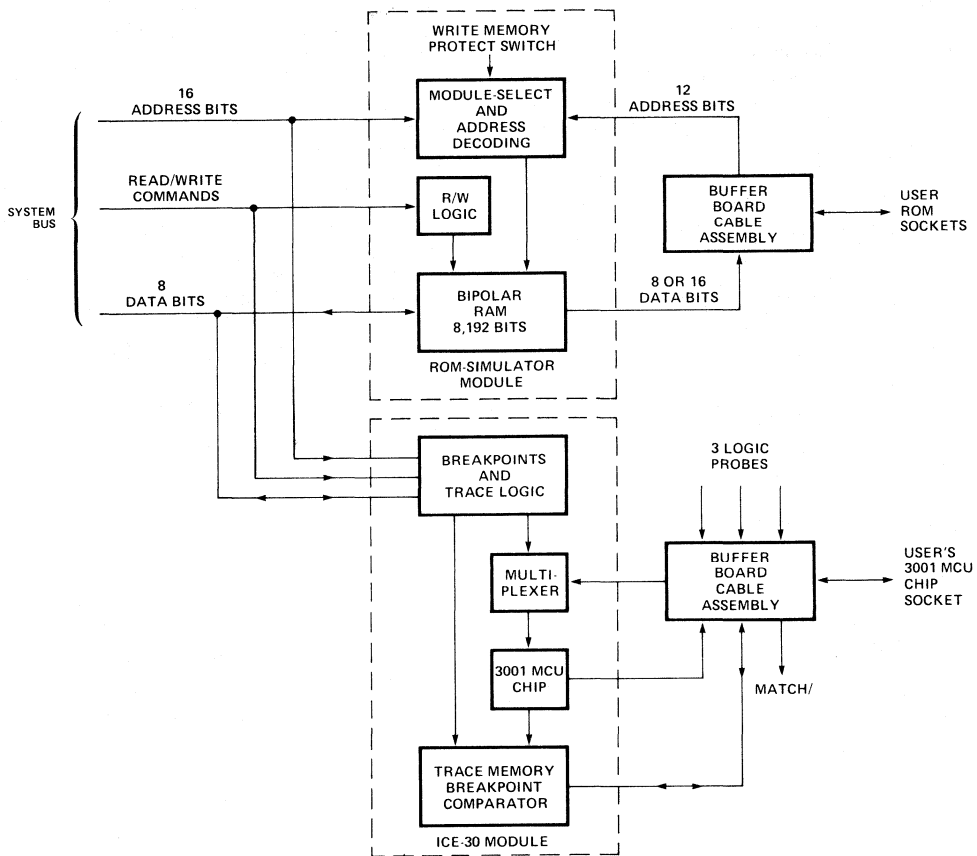 WRITE MEMORY
PROTECT SWITCH
16
ADDRESS BITS
MODULE-SELECT
AND
ADDRESS
DECODING
12
ADDRESS BITS
READ/WRITE
COMMANDS
R/W
LOGIC
BUFFER
BOARD
CABLE
ASSEMBLY
USER
ROM
SOCKETS
SYSTEM
BUS
8
DATA BITS
BIPOLAR
RAM
8,192 BITS
8 OR 16
DATA BITS
ROM-SIMULATOR
MODULE
BREAKPOINTS
AND
TRACE LOGIC
3 LOGIC
PROBES
MULTI-
PLEXER
BUFFER
BOARD
CABLE
ASSEMBLY
USER'S
3001 MCU
CHIP
SOCKET
3001 MCU
CHIP
MATCH/
TRACE MEMORY
BREAKPOINT
COMPARATOR
ICE-30 MODULE